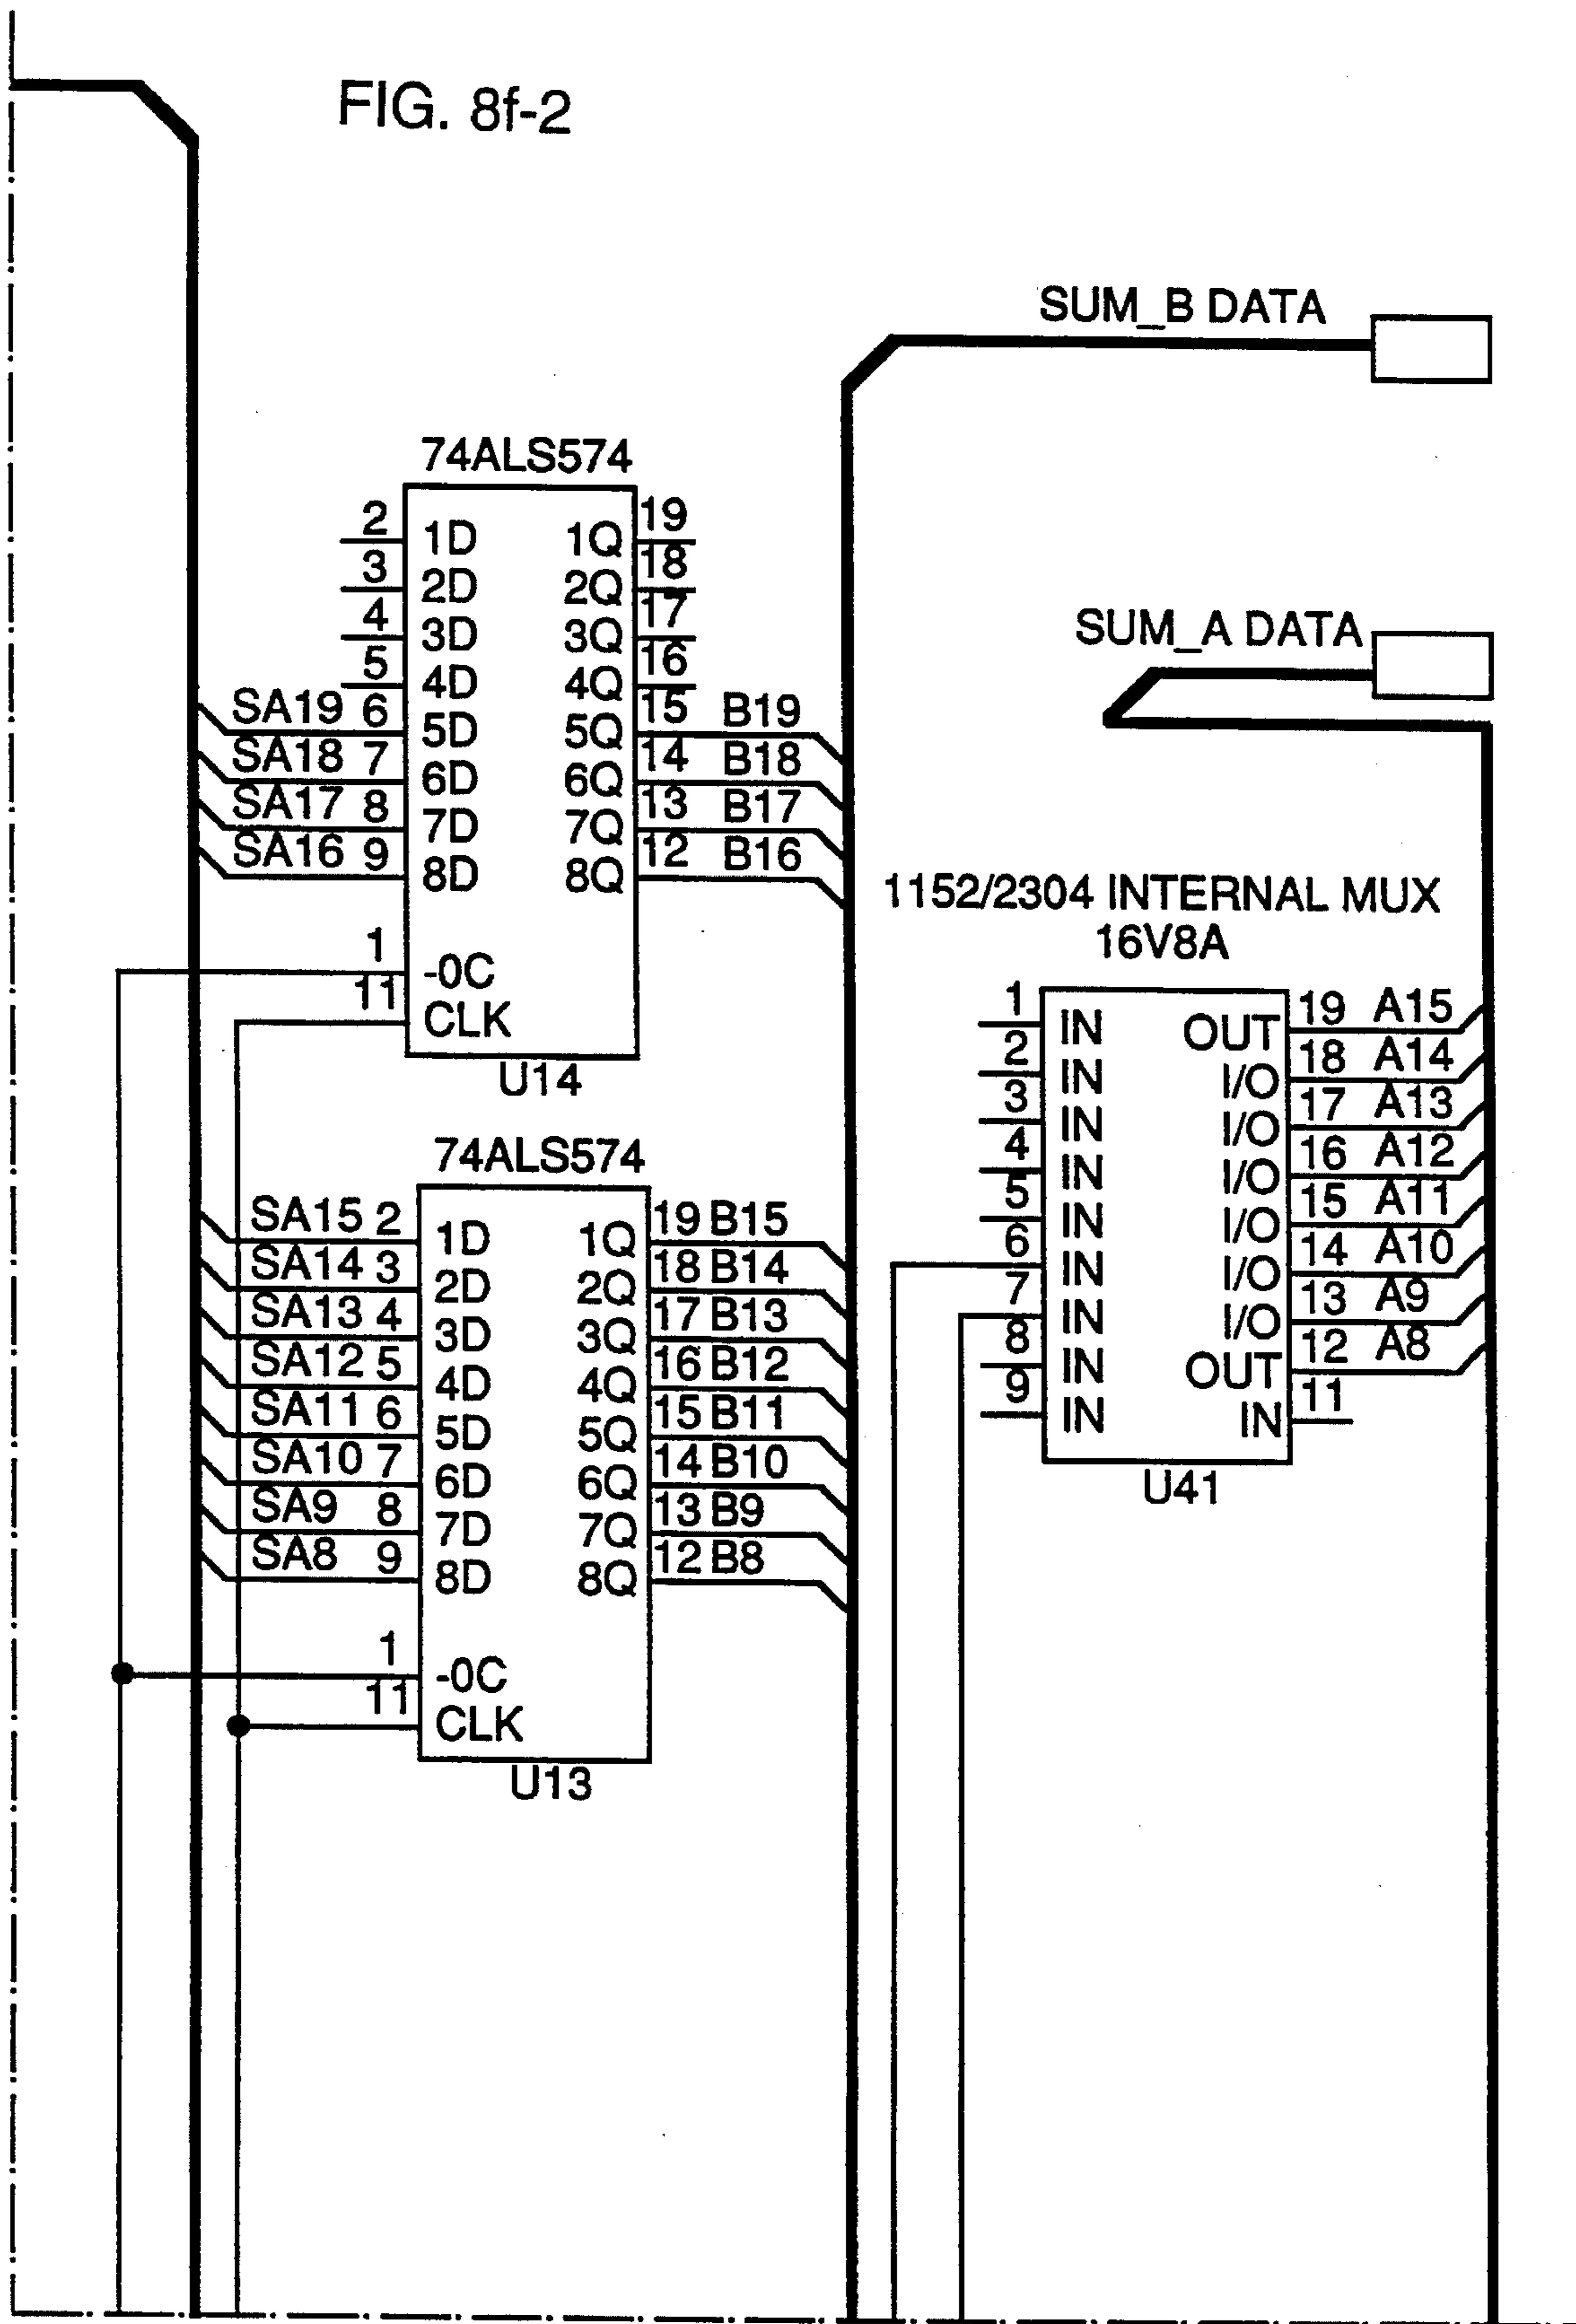 FIG. 8f-2
SUM_B DATA
SUM_A DATA
74ALS574
2 1D 1Q 19
3 2D 2Q 18
4 3D 3Q 17
5 4D 4Q 16
SA19 6 5D 5Q 15 B19
SA18 7 6D 6Q 14 B18
SA17 8 7D 7Q 13 B17
SA16 9 8D 8Q 12 B16
1 -0C
11 CLK
U14
74ALS574
SA15 2 1D 1Q 19 B15
SA14 3 2D 2Q 18 B14
SA13 4 3D 3Q 17 B13
SA12 5 4D 4Q 16 B12
SA11 6 5D 5Q 15 B11
SA10 7 6D 6Q 14 B10
SA9 8 7D 7Q 13 B9
SA8 9 8D 8Q 12 B8
1 -0C
11 CLK
U13
1152/2304 INTERNAL MUX
16V8A
1 IN OUT 19 A15
2 IN I/O 18 A14
3 IN I/O 17 A13
4 IN I/O 16 A12
5 IN I/O 15 A11
6 IN I/O 14 A10
7 IN I/O 13 A9
8 IN OUT 12 A8
9 IN IN 11
U41